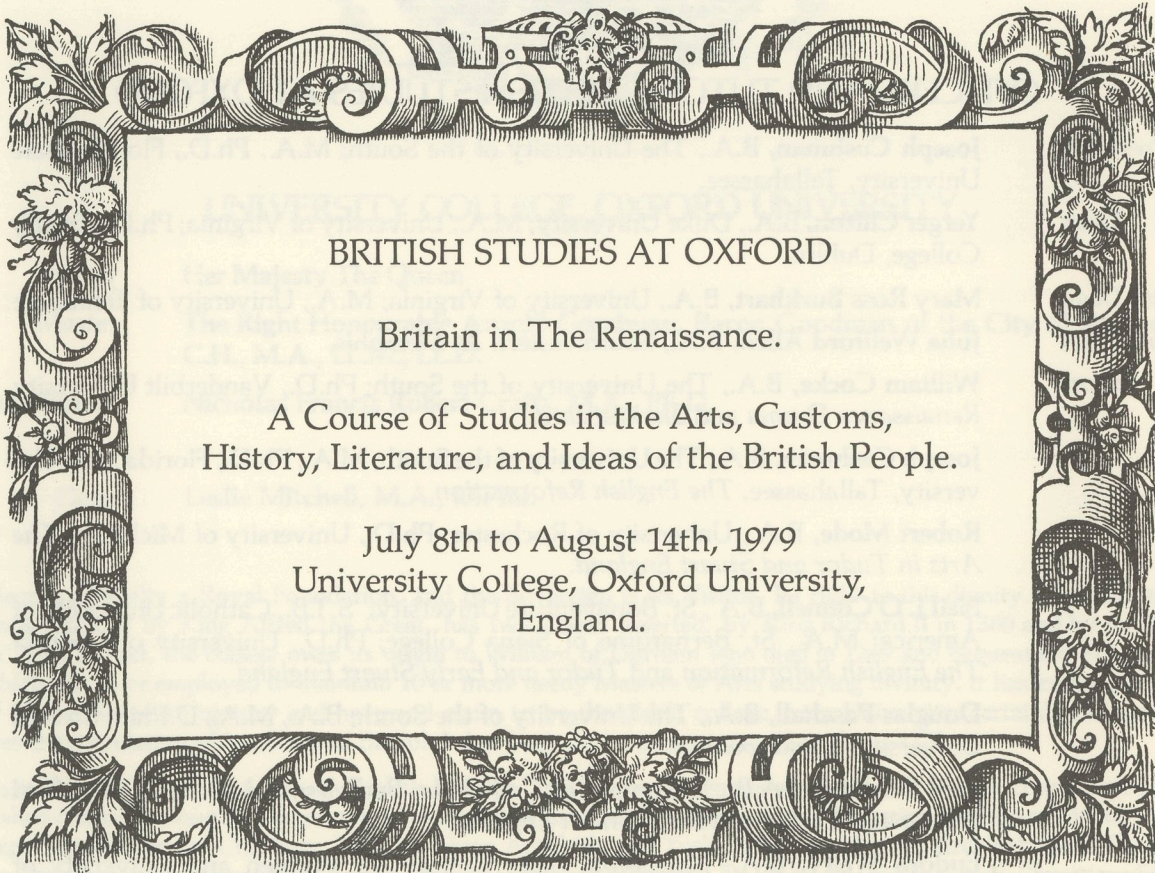 BRITISH STUDIES AT OXFORD
Britain in The Renaissance.
A Course of Studies in the Arts, Customs,
History, Literature, and Ideas of the British People.
July 8th to August 14th, 1979
University College, Oxford University,
England.